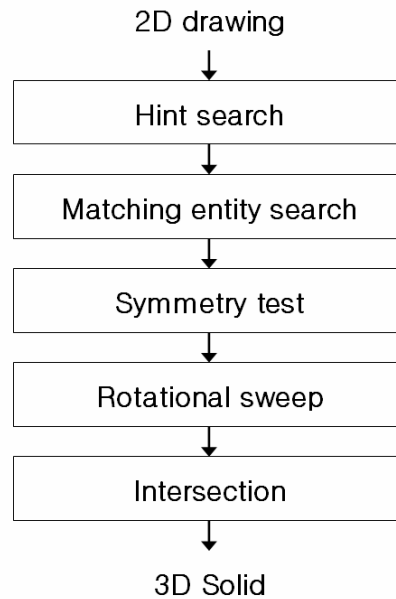 2D drawing
Hint search
Matching entity search
Symmetry test
Rotational sweep
Intersection
3D Solid